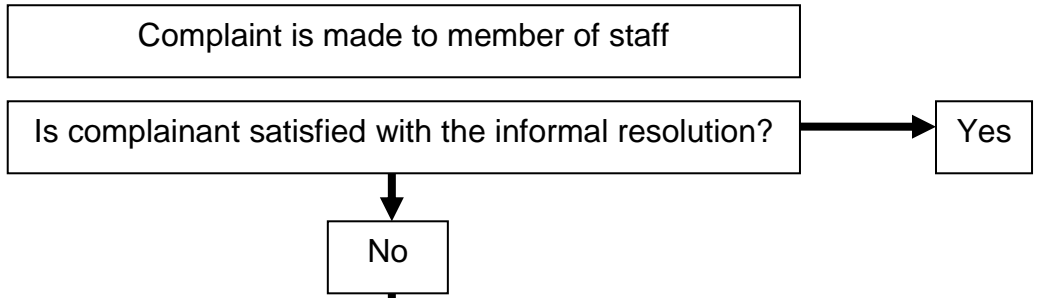 Complaint is made to member of staff
Is complainant satisfied with the informal resolution?
Yes
No